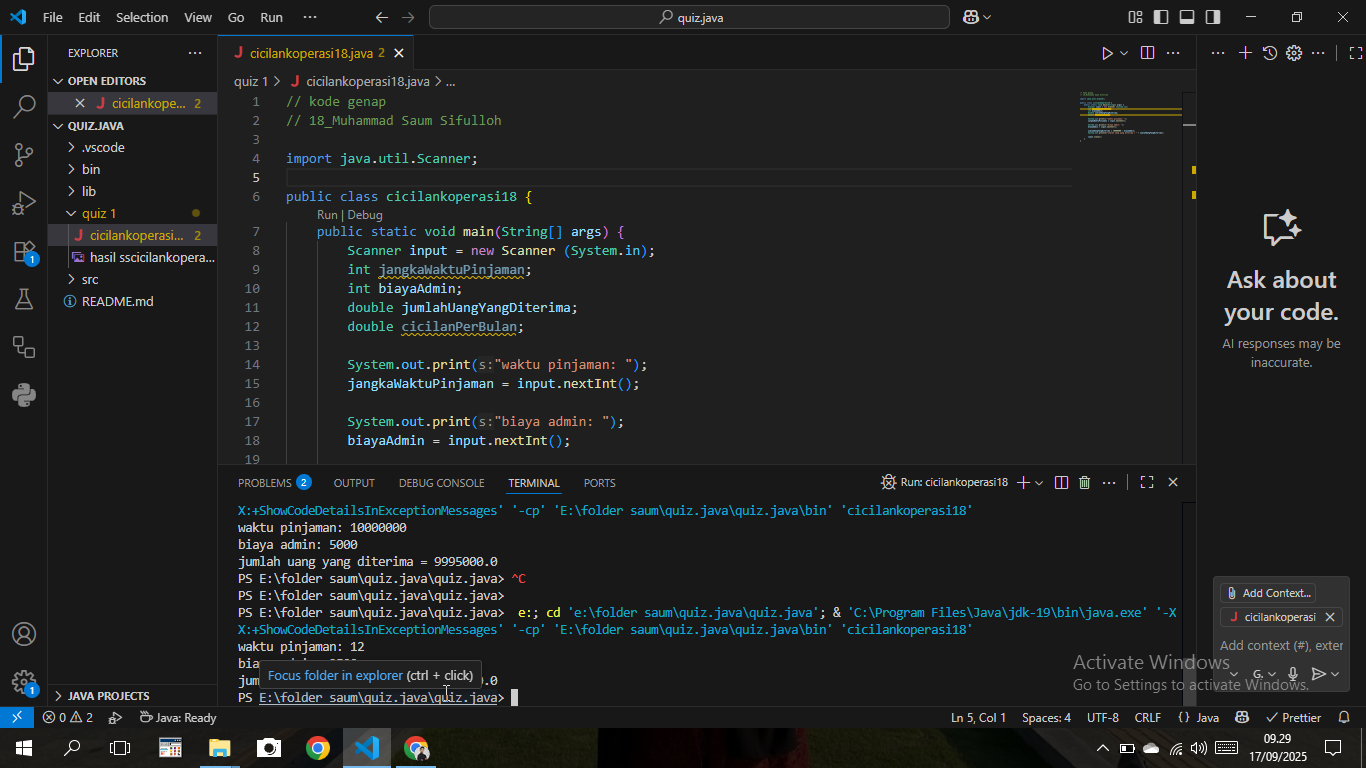 File Edit Selection View Go Run ··· quiz.java
EXPLORER ···
OPEN EDITORS
cicilankope... 2
QUIZ.JAVA
.vscode
bin
lib
quiz 1
cicilankoperasi... 2
hasil sscicilankopera...
src
README.md
JAVA PROJECTS
1
1
cicilankoperasi18.java 2
quiz 1 > cicilankoperasi18.java > ...
1 // kode genap
2 // 18_Muhammad Saum Sifulloh
3
4 import java.util.Scanner;
5
6 public class cicilankoperasi18 {
Run | Debug
7 public static void main(String[] args) {
8 Scanner input = new Scanner (System.in);
9 int jangkaWaktuPinjaman;
10 int biayaAdmin;
11 double jumlahUangYangDiterima;
12 double cicilanPerBulan;
13
14 System.out.print(s:"waktu pinjaman: ");
15 jangkaWaktuPinjaman = input.nextInt();
16
17 System.out.print(s:"biaya admin: ");
18 biayaAdmin = input.nextInt();
19
PROBLEMS 2 OUTPUT DEBUG CONSOLE TERMINAL PORTS Run: cicilankoperasi18
X:+ShowCodeDetailsInExceptionMessages' '-cp' 'E:\folder saum\quiz.java\quiz.java\bin' 'cicilankoperasi18'
waktu pinjaman: 10000000
biaya admin: 5000
jumlah uang yang diterima = 9995000.0
PS E:\folder saum\quiz.java\quiz.java> ^C
PS E:\folder saum\quiz.java\quiz.java>
PS E:\folder saum\quiz.java\quiz.java> e:; cd 'e:\folder saum\quiz.java\quiz.java'; & 'C:\Program Files\Java\jdk-19\bin\java.exe' '-X
X:+ShowCodeDetailsInExceptionMessages' '-cp' 'E:\folder saum\quiz.java\quiz.java\bin' 'cicilankoperasi18'
waktu pinjaman: 12
Focus folder in explorer (ctrl + click)
PS E:\folder saum\quiz.java\quiz.java>
Ask about
your code.
AI responses may be
inaccurate.
Add Context...
cicilankoperasi
Add context (#), exter
Activate Windows
Go to Settings to activate Windows.
0 2 Java: Ready Ln 5, Col 1 Spaces: 4 UTF-8 CRLF {} Java Prettier
09.29
17/09/2025